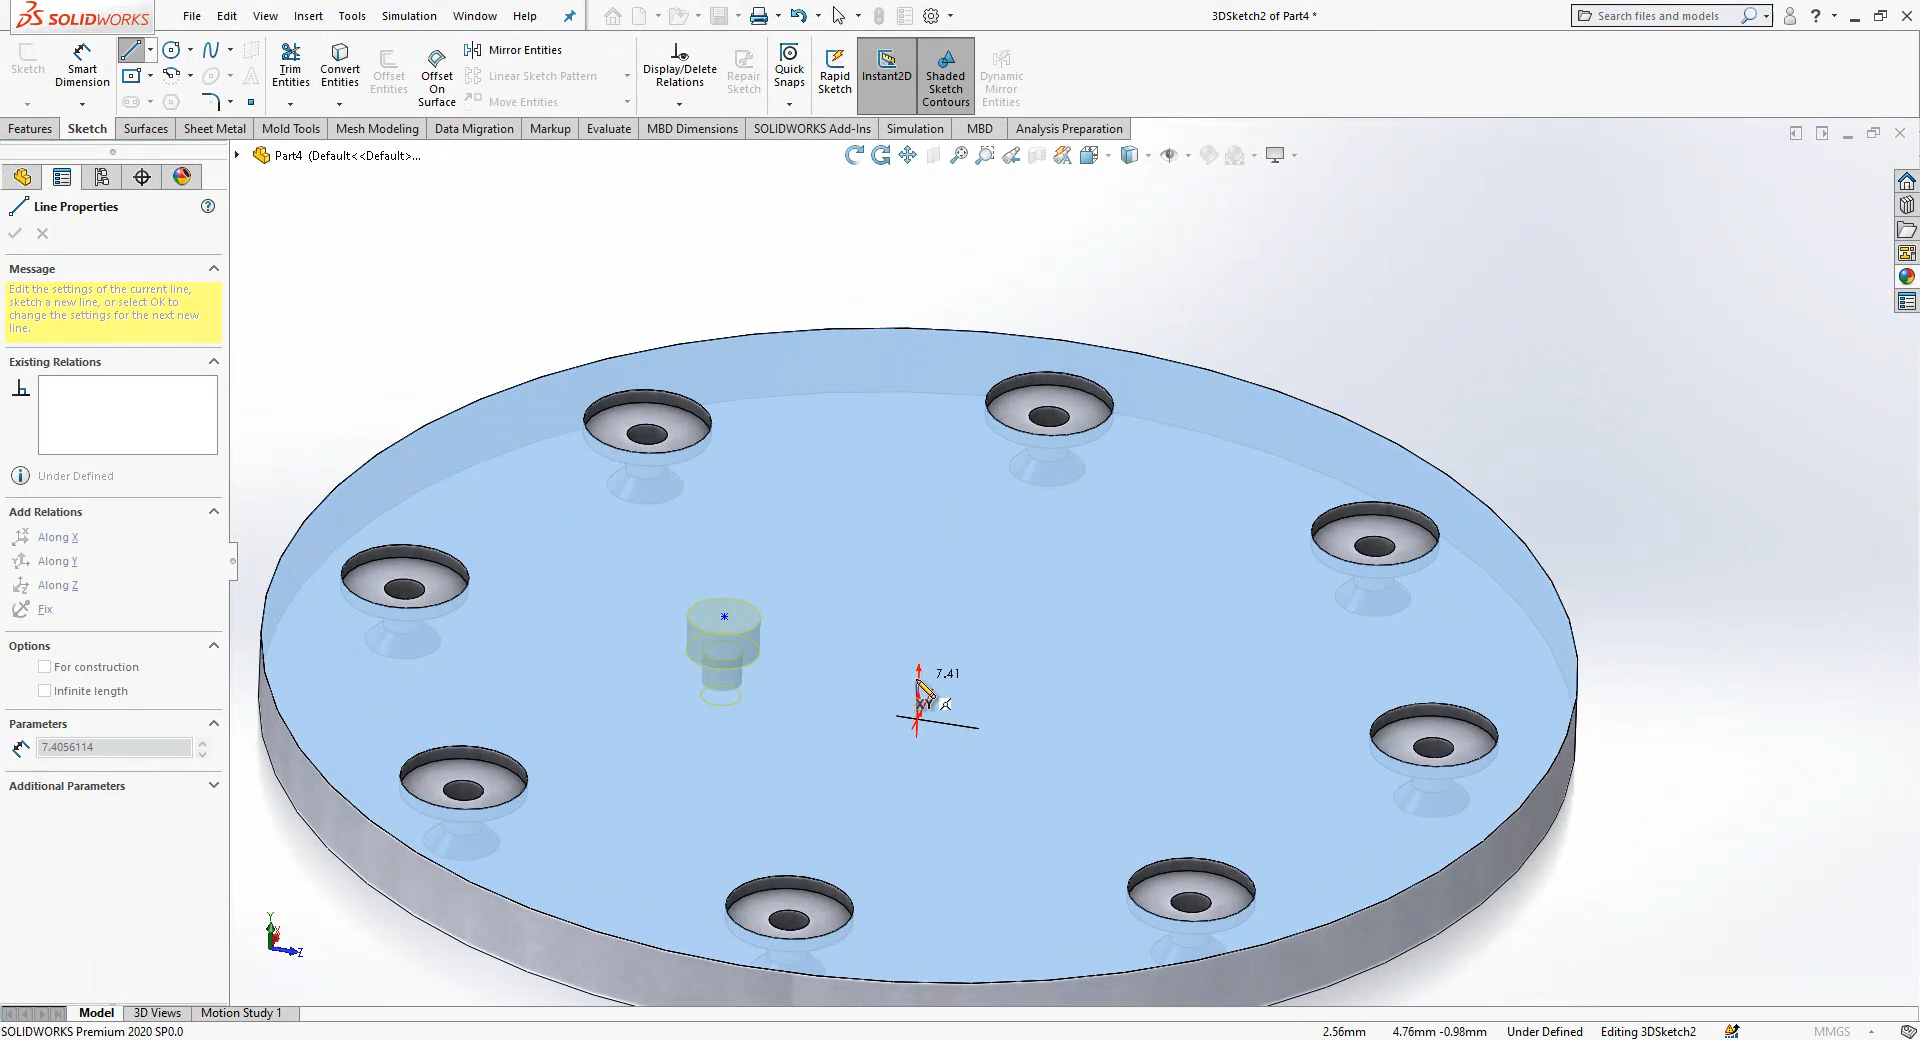 SOLIDWORKS File Edit View Insert Tools Simulation Window Help 3DSketch2 of Part4 * Search files and models ?
Sketch Smart Dimension Trim Entities Convert Entities Offset Entities Offset On Surface Mirror Entities Linear Sketch Pattern Move Entities Display/Delete Relations Repair Sketch Quick Snaps Rapid Sketch Instant2D Shaded Sketch Contours Dynamic Mirror Entities
Features Sketch Surfaces Sheet Metal Mold Tools Mesh Modeling Data Migration Markup Evaluate MBD Dimensions SOLIDWORKS Add-Ins Simulation MBD Analysis Preparation
Part4 (Default<<Default>...
Line Properties
Message
Edit the settings of the current line,
sketch a new line, or select OK to
change the settings for the next new
line.
Existing Relations
Under Defined
Add Relations
Along X
Along Y
Along Z
Fix
Options
For construction
Infinite length
Parameters
7.4056114
Additional Parameters
7.41
XY
Y
Z
Model 3D Views Motion Study 1
SOLIDWORKS Premium 2020 SP0.0 2.56mm 4.76mm -0.98mm Under Defined Editing 3DSketch2 MMGS